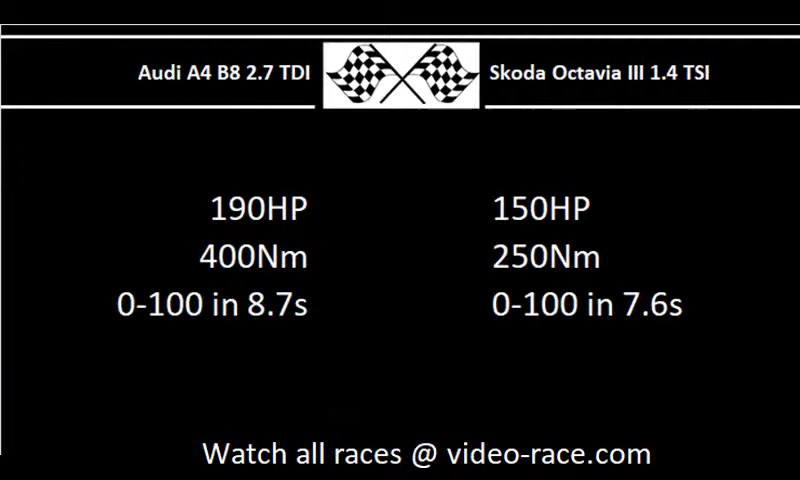 Audi A4 B8 2.7 TDI
Skoda Octavia III 1.4 TSI
190HP
400Nm
0-100 in 8.7s
150HP
250Nm
0-100 in 7.6s
Watch all races @ video-race.com